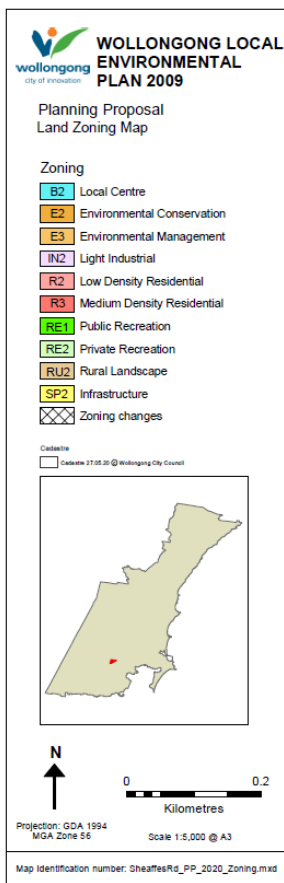 wollongong
city of innovation
WOLLONGONG LOCAL
ENVIRONMENTAL
PLAN 2009
Planning Proposal
Land Zoning Map
Zoning
B2 Local Centre
E2 Environmental Conservation
E3 Environmental Management
IN2 Light Industrial
R2 Low Density Residential
R3 Medium Density Residential
RE1 Public Recreation
RE2 Private Recreation
RU2 Rural Landscape
SP2 Infrastructure
Zoning changes
Cadastre
Cadastre 27.05.20 © Wollongong City Council
N
0 0.2
Kilometres
Projection: GDA 1994
MGA Zone 56
Scale 1:5,000 @ A3
Map Identification number: SheaffesRd_PP_2020_Zoning.mxd